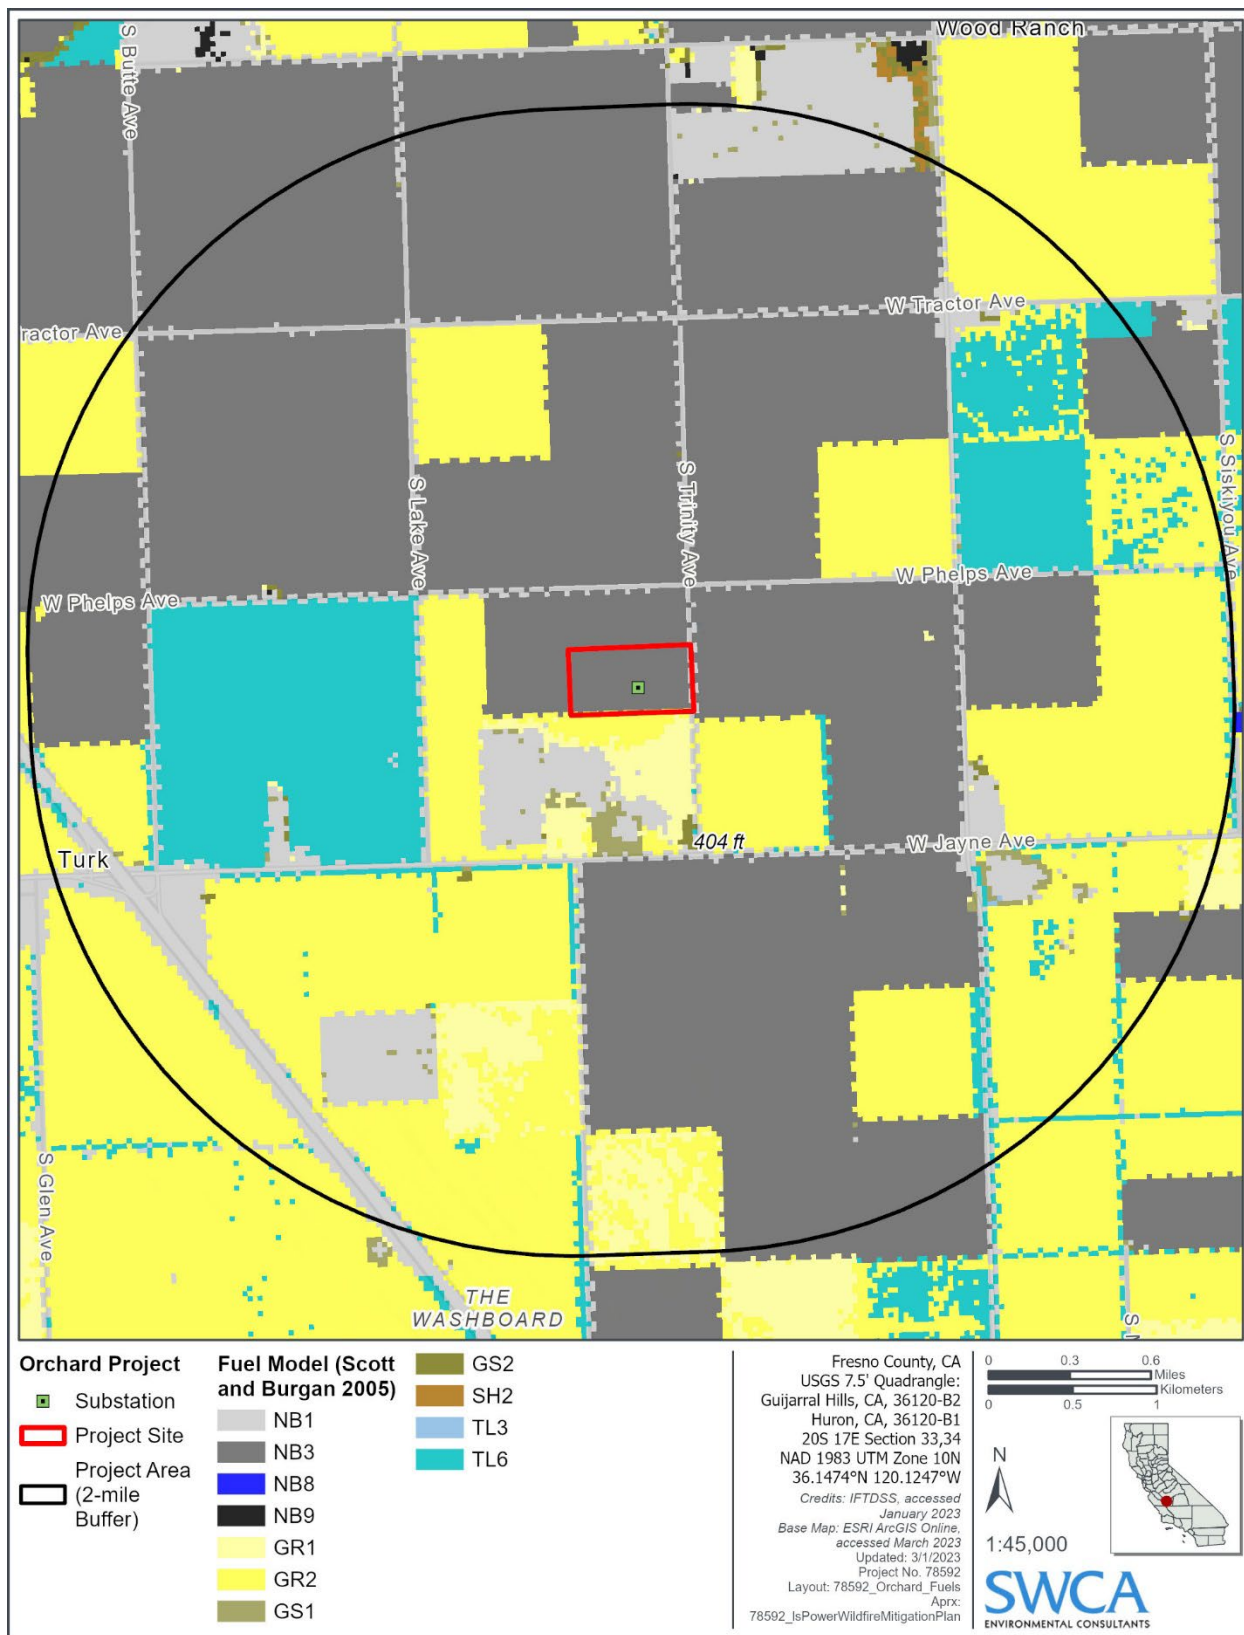 Wood Ranch
S Butte Ave
W Tractor Ave
ractor Ave
S Lake Ave
S Trinity Ave
S Siskiyou Ave
W Phelps Ave
W Phelps Ave
404 ft
W Jayne Ave
Turk
S Glen Ave
THE
WASHBOARD
Orchard Project
Substation
Project Site
Project Area
(2-mile
Buffer)
Fuel Model (Scott
and Burgan 2005)
NB1
NB3
NB8
NB9
GR1
GR2
GS1
GS2
SH2
TL3
TL6
Fresno County, CA
USGS 7.5' Quadrangle:
Guijarral Hills, CA, 36120-B2
Huron, CA, 36120-B1
20S 17E Section 33,34
NAD 1983 UTM Zone 10N
36.1474°N 120.1247°W
Credits: IFTDSS, accessed
January 2023
Base Map: ESRI ArcGIS Online,
accessed March 2023
Updated: 3/1/2023
Project No. 78592
Layout: 78592_Orchard_Fuels
Aprx:
78592_IsPowerWildfireMitigationPlan
0 0.3 0.6
Miles
Kilometers
0 0.5 1
N
1:45,000
SWCA
ENVIRONMENTAL CONSULTANTS